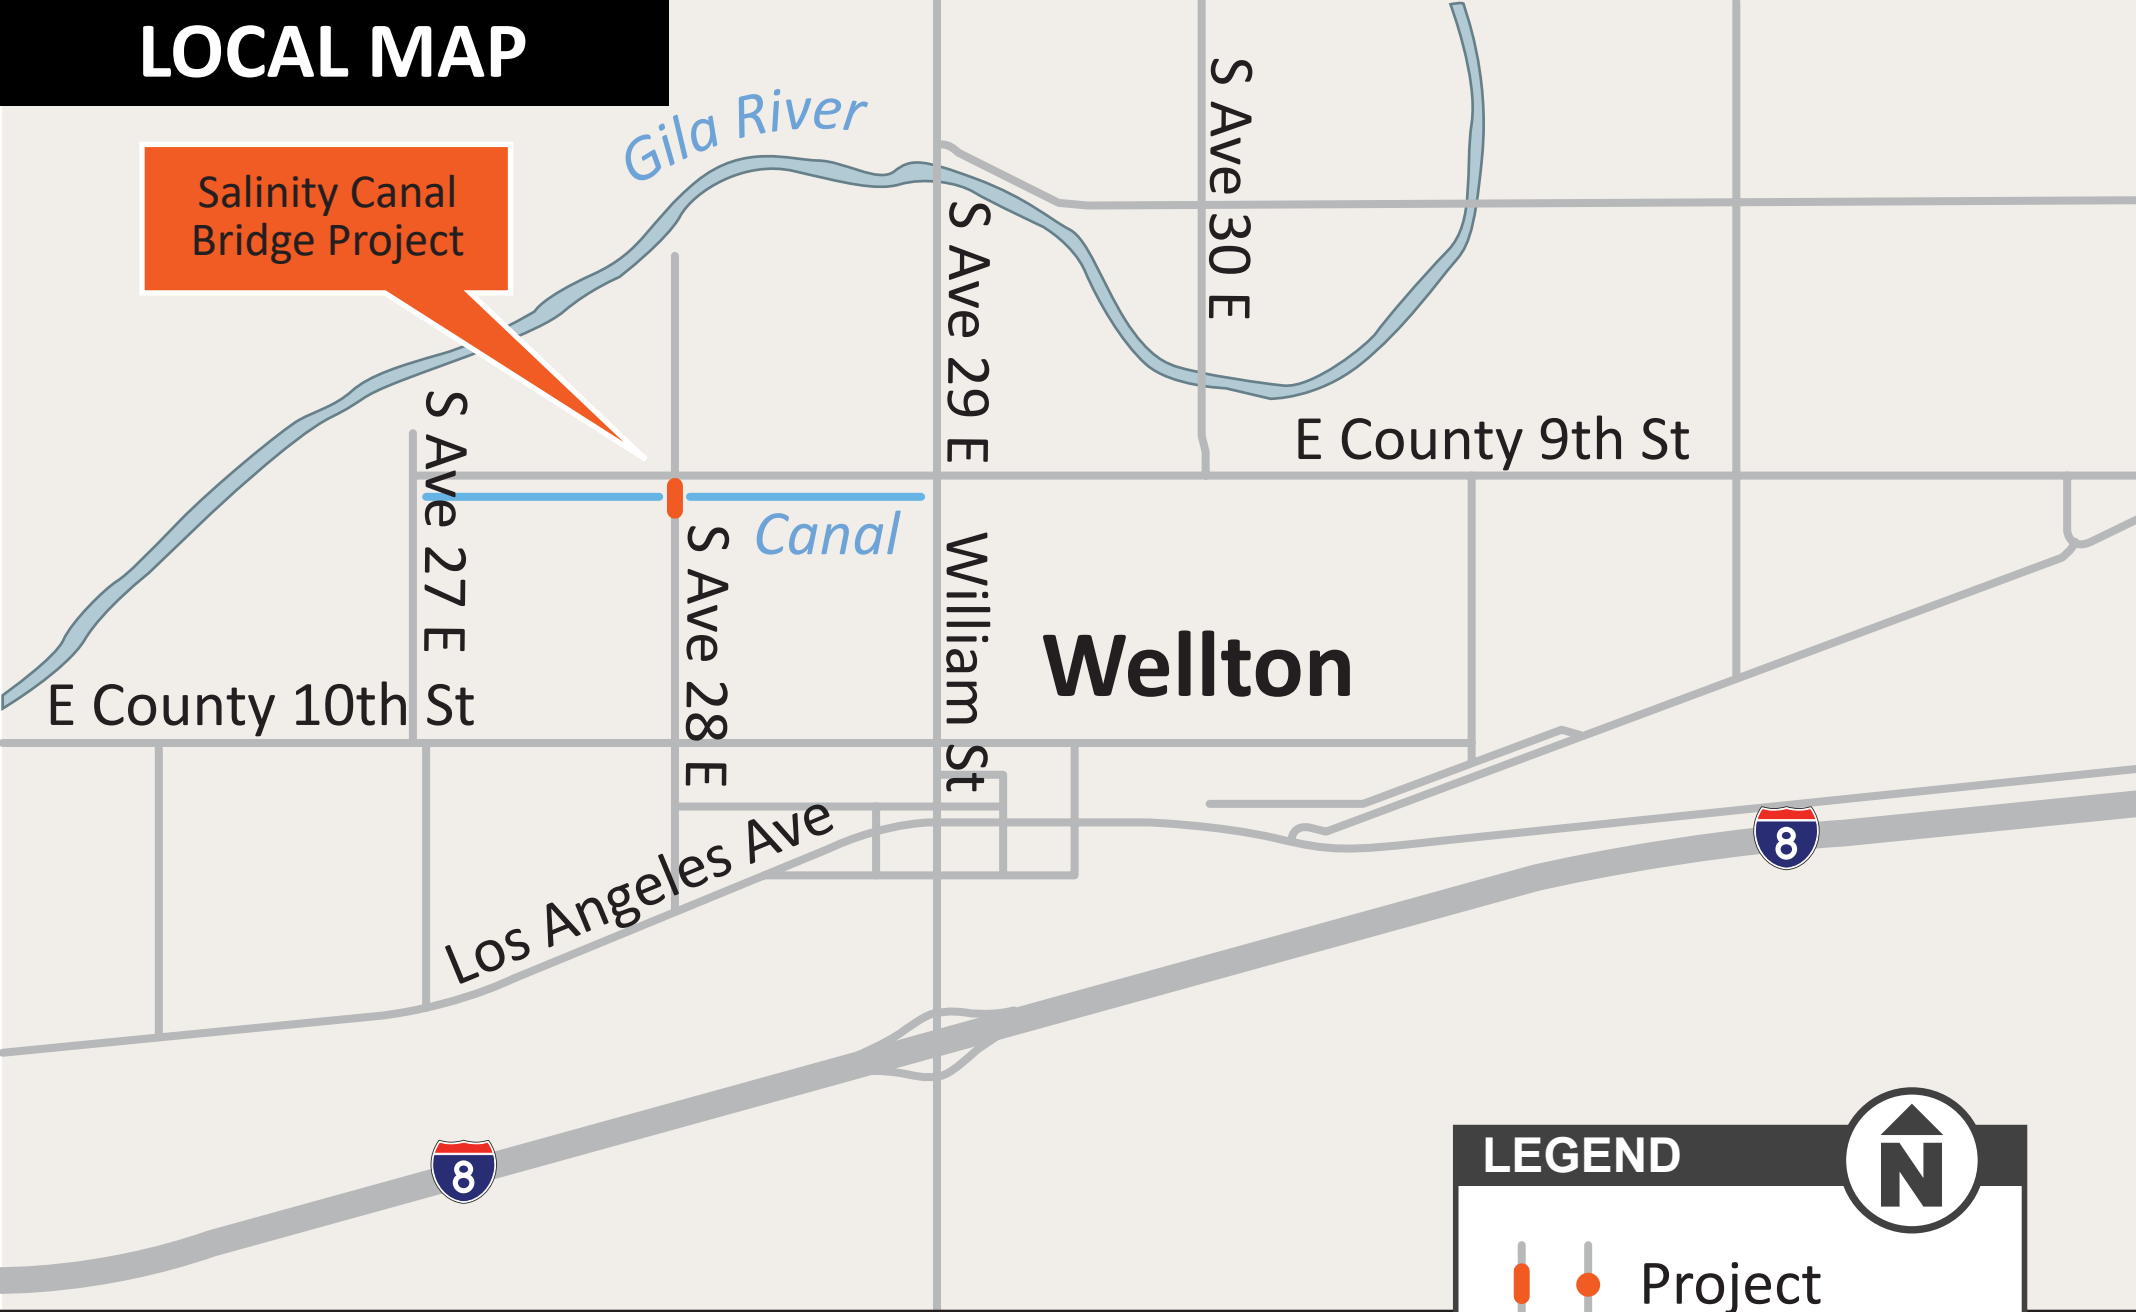 LOCAL MAP
Gila River
S Ave 30 E
Salinity Canal
Bridge Project
S Ave 29 E
S Ave 27 E
E County 9th St
Canal
S Ave 28 E
William St
Wellton
E County 10th St
Los Angeles Ave
8
8
LEGEND
N
Project